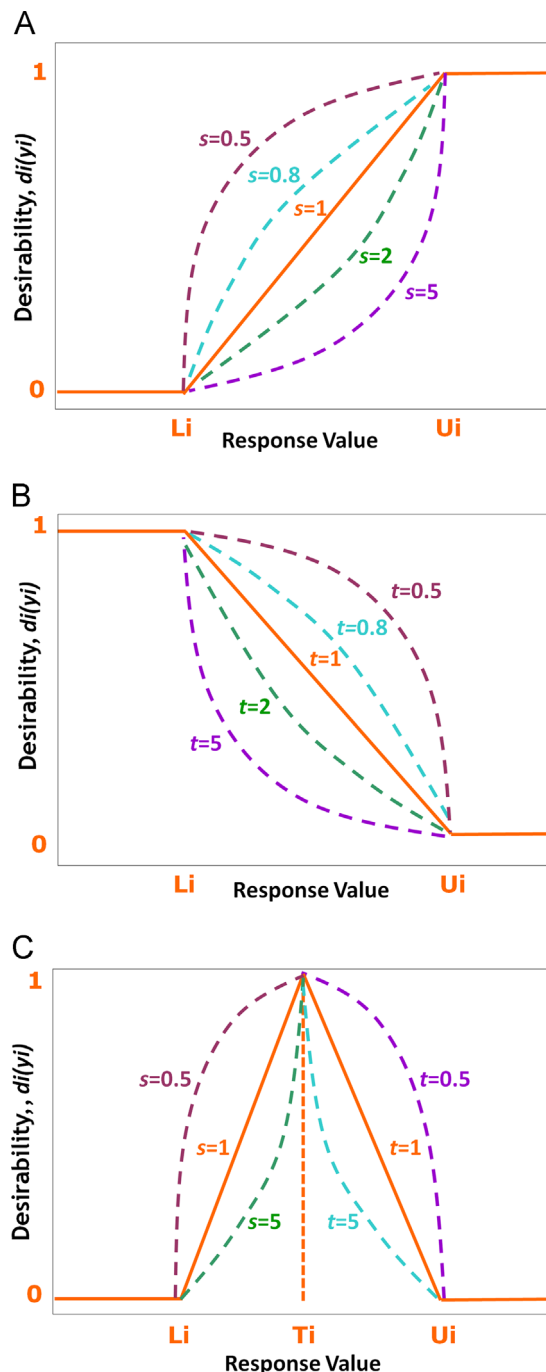 A
1
Desirability, di(yi)
s=0.5
s=0.8
s=1
s=2
s=5
0
Li
Response Value
Ui
B
1
Desirability, di(yi)
t=0.5
t=0.8
t=1
t=2
t=5
0
Li
Response Value
Ui
C
1
Desirability,, di(yi)
s=0.5
t=0.5
s=1
t=1
s=5
t=5
0
Li
Ti
Ui
Response Value